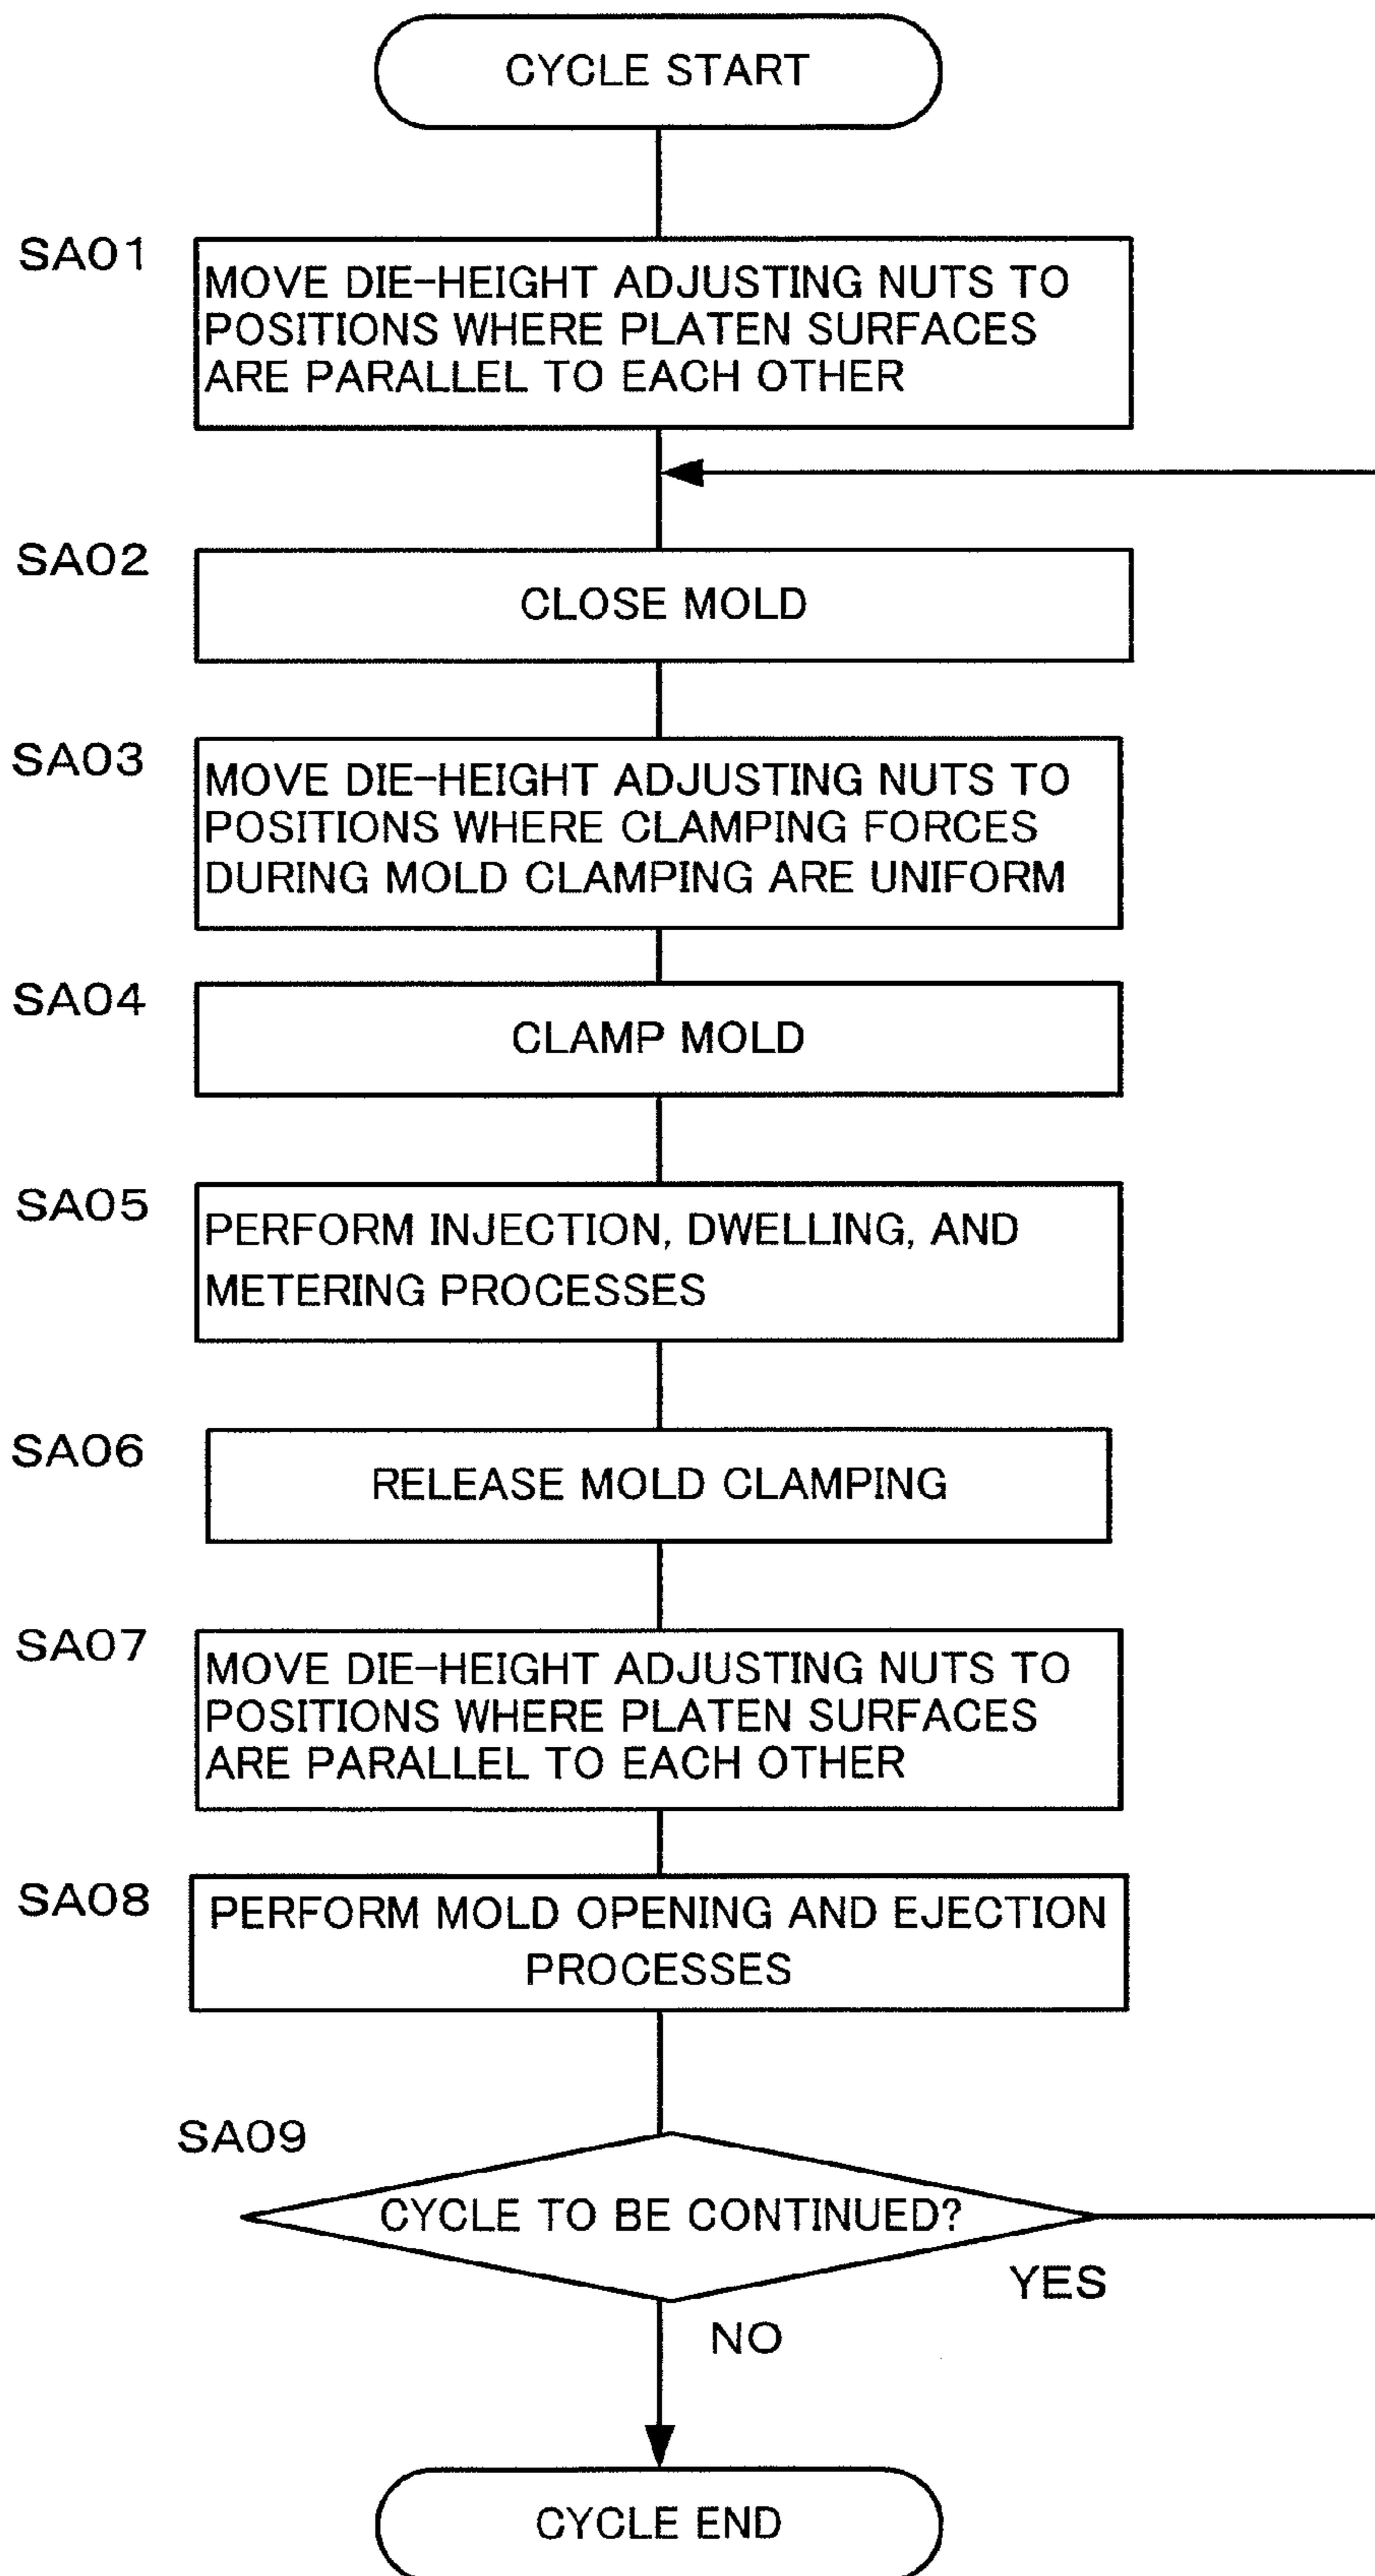 CYCLE START
SA01
MOVE DIE-HEIGHT ADJUSTING NUTS TO
POSITIONS WHERE PLATEN SURFACES
ARE PARALLEL TO EACH OTHER
SA02
CLOSE MOLD
SA03
MOVE DIE-HEIGHT ADJUSTING NUTS TO
POSITIONS WHERE CLAMPING FORCES
DURING MOLD CLAMPING ARE UNIFORM
SA04
CLAMP MOLD
SA05
PERFORM INJECTION, DWELLING, AND
METERING PROCESSES
SA06
RELEASE MOLD CLAMPING
SA07
MOVE DIE-HEIGHT ADJUSTING NUTS TO
POSITIONS WHERE PLATEN SURFACES
ARE PARALLEL TO EACH OTHER
SA08
PERFORM MOLD OPENING AND EJECTION
PROCESSES
SA09
CYCLE TO BE CONTINUED?
YES
NO
CYCLE END